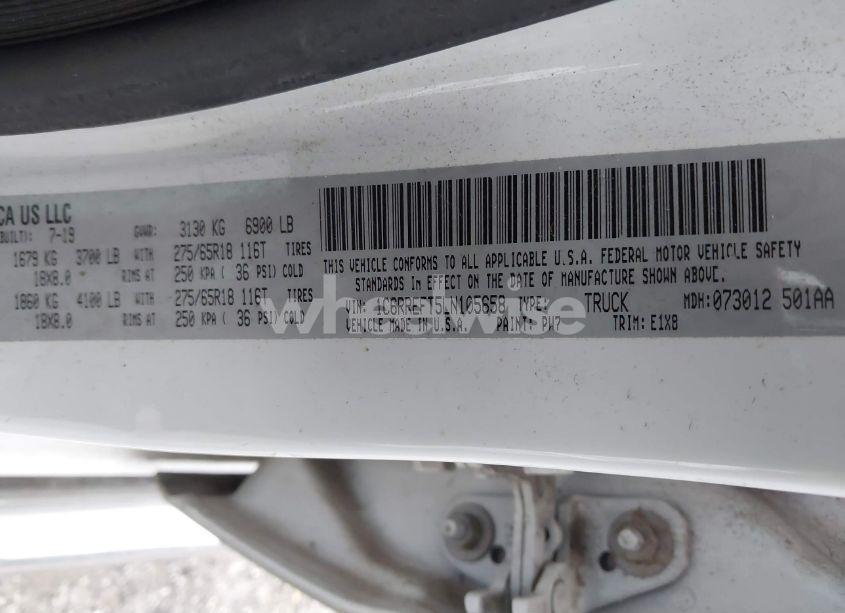 CA US LLC
BUILT): 7-19 GVWR: 3130 KG 6900 LB
1679 KG 3700 LB WITH 275/65R18 116T TIRES
18X8.0 RIMS AT 250 KPA ( 36 PSI) COLD
1860 KG 4100 LB WITH 275/65R18 116T TIRES
18X8.0 RIMS AT 250 KPA ( 36 PSI) COLD
THIS VEHICLE CONFORMS TO ALL APPLICABLE U.S.A. FEDERAL MOTOR VEHICLE SAFETY
STANDARDS In EFFECT ON THE DATE OF MANUFACTURE SHOWN ABOVE.
VIN: 1C6RREFT5LN105658 TYPE: TRUCK MDH:073012 501AA
VEHICLE MADE IN U.S.A. PAINT: PW7 TRIM: E1X8
wheelwise